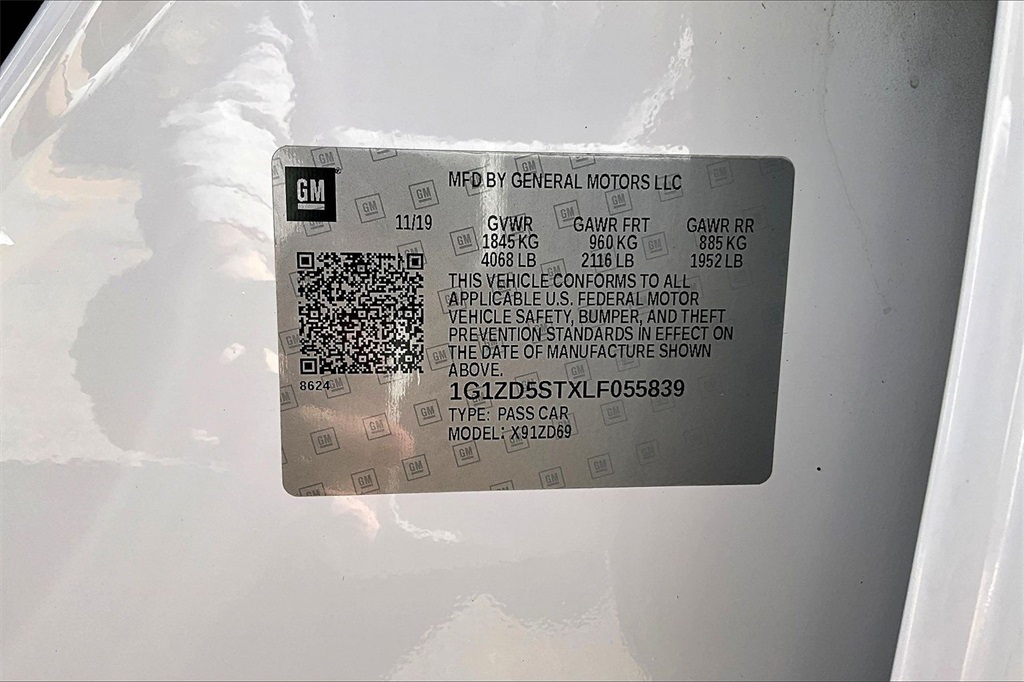 GM
MFD BY GENERAL MOTORS LLC
11/19 GVWR GAWR FRT GAWR RR
1845 KG 960 KG 885 KG
4068 LB 2116 LB 1952 LB
THIS VEHICLE CONFORMS TO ALL
APPLICABLE U.S. FEDERAL MOTOR
VEHICLE SAFETY, BUMPER, AND THEFT
PREVENTION STANDARDS IN EFFECT ON
THE DATE OF MANUFACTURE SHOWN
ABOVE.
8624
1G1ZD5STXLF055839
TYPE: PASS CAR
MODEL: X91ZD69